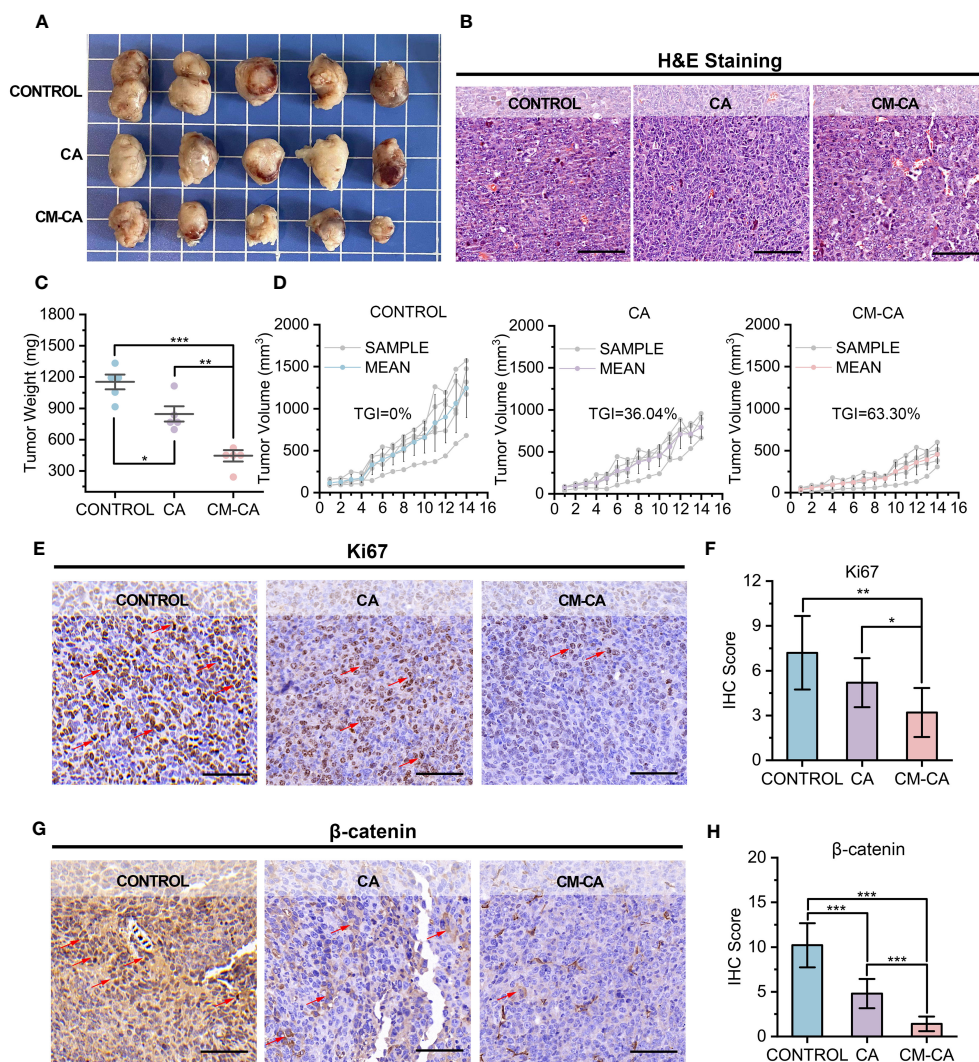 A
CONTROL
CA
CM-CA
B
H&E Staining
CONTROL
CA
CM-CA
C
Tumor Weight (mg)
1800
1500
1200
900
600
300
***
**
*
CONTROL
CA
CM-CA
D
CONTROL
Tumor Volume (mm³)
2000
1500
1000
500
0
SAMPLE
MEAN
TGI=0%
0 2 4 6 8 10 12 14 16
CA
Tumor Volume (mm³)
2000
1500
1000
500
0
SAMPLE
MEAN
TGI=36.04%
0 2 4 6 8 10 12 14 16
CM-CA
Tumor Volume (mm³)
2000
1500
1000
500
0
SAMPLE
MEAN
TGI=63.30%
0 2 4 6 8 10 12 14 16
E
Ki67
CONTROL
CA
CM-CA
F
Ki67
IHC Score
12
9
6
3
0
**
*
CONTROL
CA
CM-CA
G
β-catenin
CONTROL
CA
CM-CA
H
β-catenin
IHC Score
20
15
10
5
0
***
***
***
CONTROL
CA
CM-CA